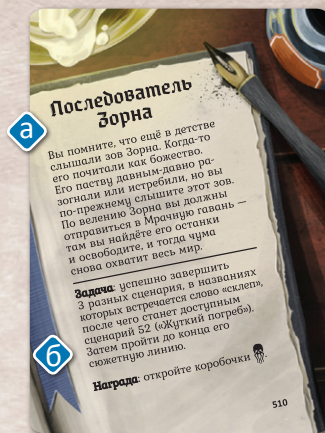 Последователь
Зорна
а
Вы помните, что ещё в детстве
слышали зов Зорна. Когда-то
его почитали как божество.
Его паству давным-давно ра-
зогнали или истребили, но вы
по-прежнему слышите этот зов.
По велению Зорна вы должны
отправиться в Мрачную гавань —
там вы найдёте его останки
и освободите, и тогда чума
снова охватит весь мир.
Задача: успешно завершить
3 разных сценария, в названиях
которых встречается слово «склеп»,
после чего станет доступным
сценарий 52 («Жуткий погреб»).
б
Затем пройти до конца его
сюжетную линию.
Награда: откройте коробочки
510